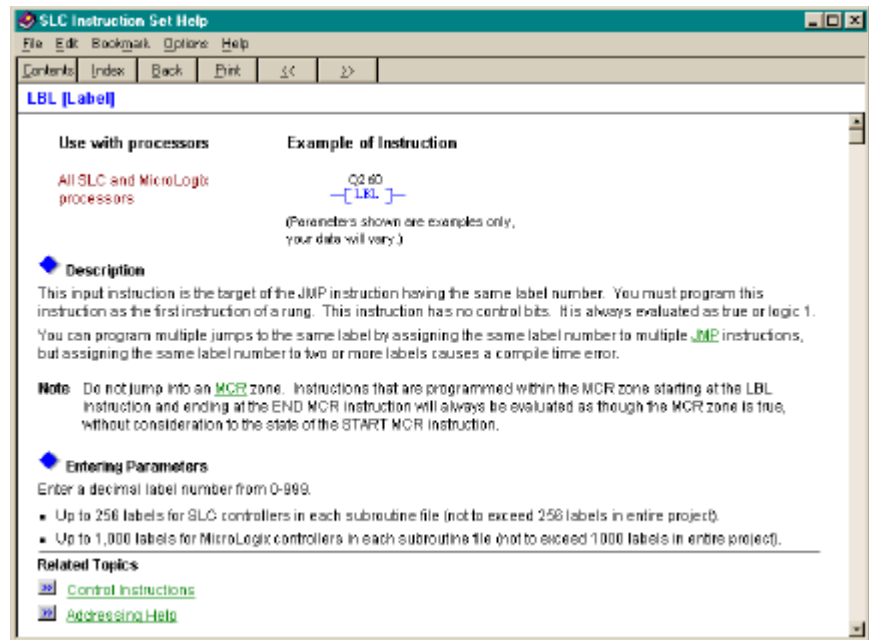 SLC Instruction Set Help
File Edit Bookmark Options Help
Contents Index Back Print << >>
LBL [Label]
Use with processors
Example of Instruction
All SLC and MicroLogix
processors
Q2:60
LBL
(Parameters shown are examples only,
your data will vary.)
Description
This input instruction is the target of the JMP instruction having the same label number. You must program this
instruction as the first instruction of a rung. This instruction has no control bits. It is always evaluated as true or logic 1.
You can program multiple jumps to the same label by assigning the same label number to multiple JMP instructions,
but assigning the same label number to two or more labels causes a compile time error.
Note Do not jump into an MCR zone. Instructions that are programmed within the MCR zone starting at the LBL
instruction and ending at the END MCR instruction will always be evaluated as though the MCR zone is true,
without consideration to the state of the START MCR instruction.
Entering Parameters
Enter a decimal label number from 0-999.
• Up to 256 labels for SLC controllers in each subroutine file (not to exceed 256 labels in entire project).
• Up to 1,000 labels for MicroLogix controllers in each subroutine file (not to exceed 1000 labels in entire project).
Related Topics
>> Control Instructions
>> Addressing Help